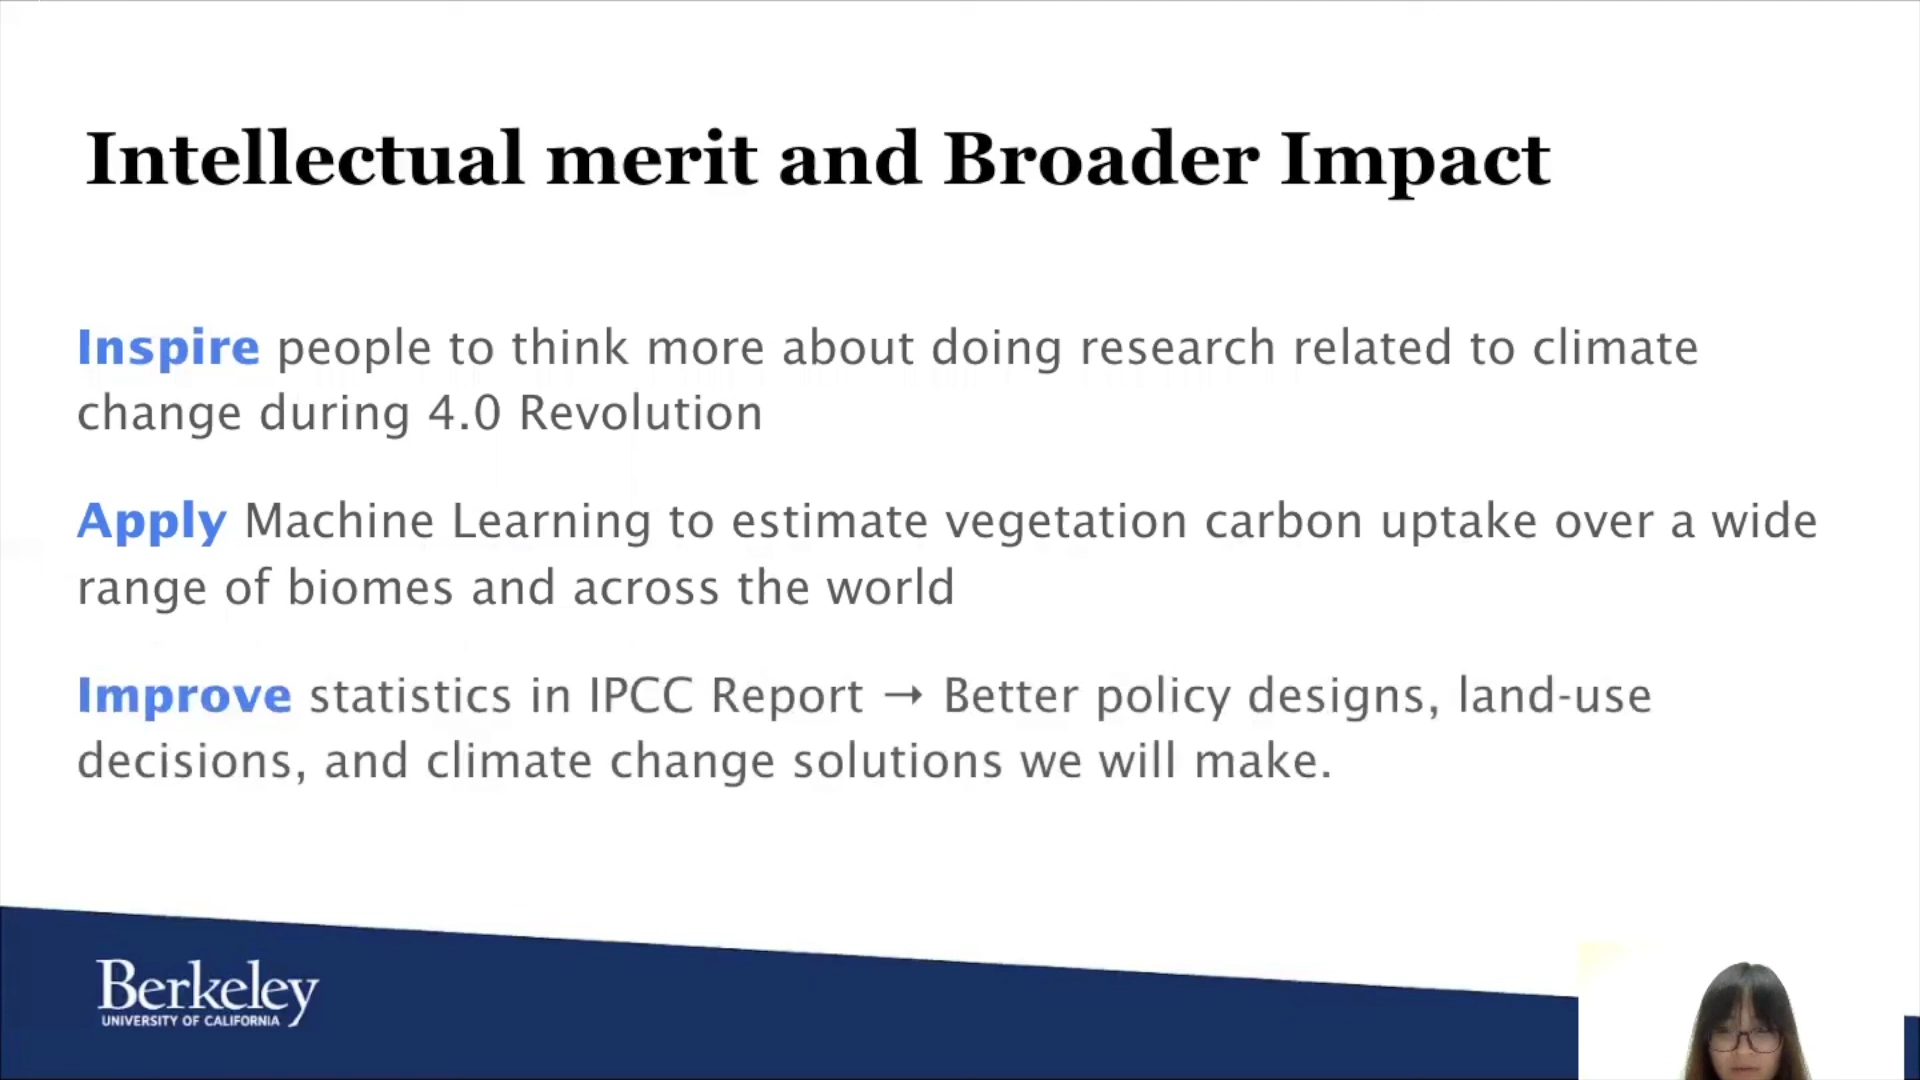 Intellectual merit and Broader Impact
Inspire people to think more about doing research related to climate
change during 4.0 Revolution
Apply Machine Learning to estimate vegetation carbon uptake over a wide
range of biomes and across the world
Improve statistics in IPCC Report → Better policy designs, land-use
decisions, and climate change solutions we will make.
Berkeley
UNIVERSITY OF CALIFORNIA